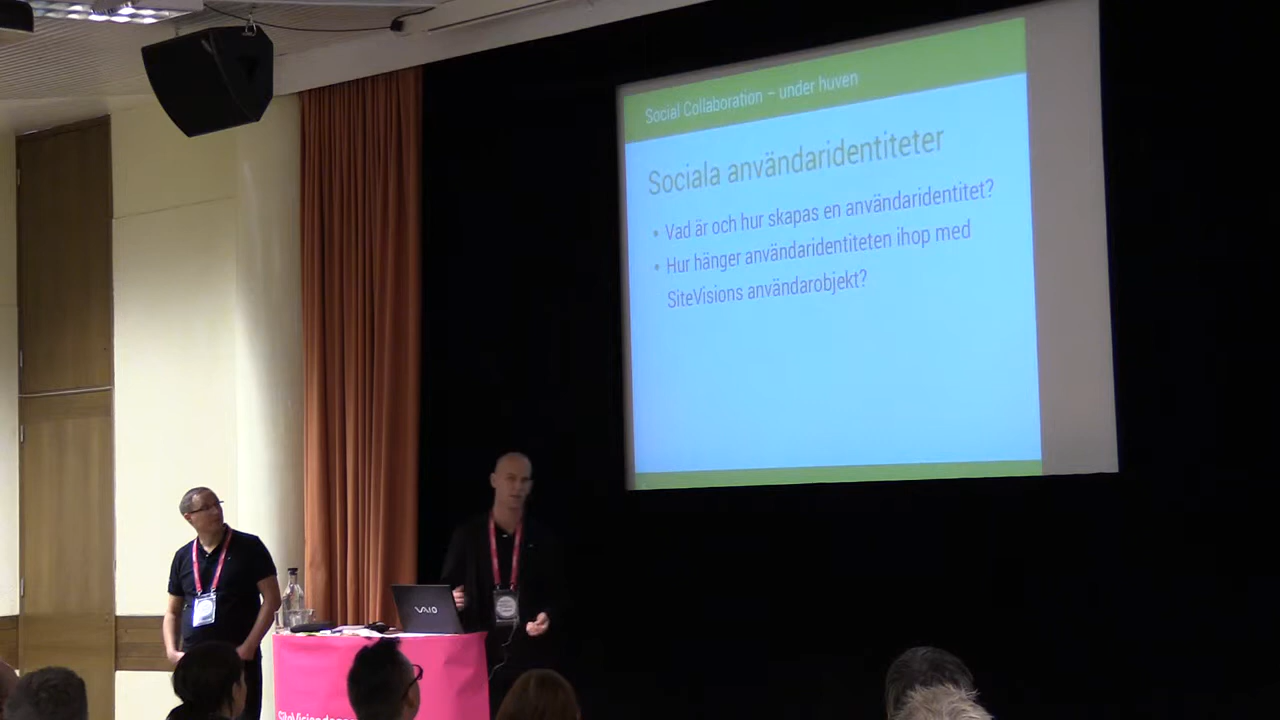 Social Collaboration – under huven
Sociala användaridentiteter
• Vad är och hur skapas en användaridentitet?
• Hur hänger användaridentiteten ihop med
SiteVisions användarobjekt?
VAIO